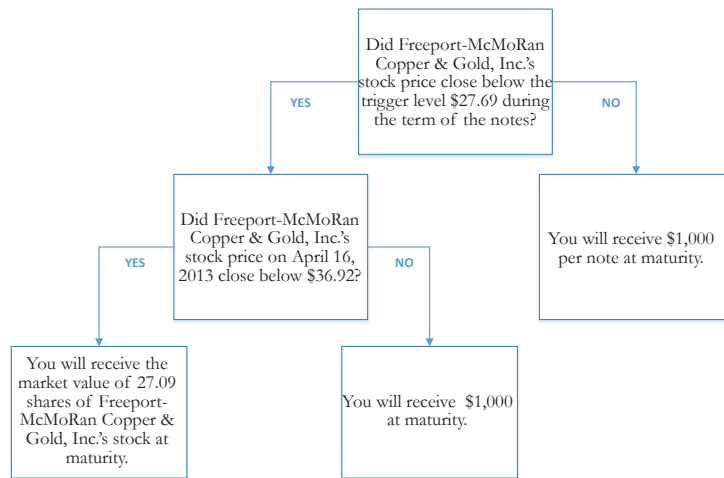 Did Freeport-McMoRan
Copper & Gold, Inc.'s
stock price close below the
trigger level $27.69 during
the term of the notes?
YES
NO
Did Freeport-McMoRan
Copper & Gold, Inc.'s
stock price on April 16,
2013 close below $36.92?
You will receive $1,000
per note at maturity.
YES
NO
You will receive the
market value of 27.09
shares of Freeport-
McMoRan Copper &
Gold, Inc.'s stock at
maturity.
You will receive $1,000
at maturity.